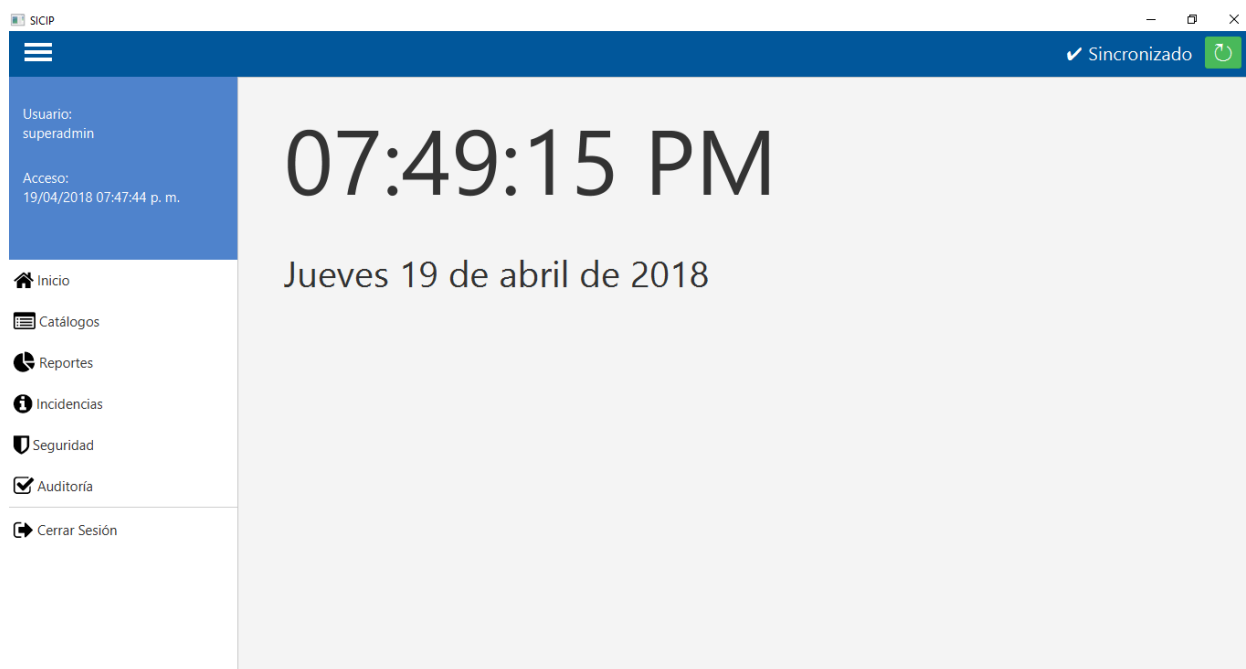 SICIP
✔ Sincronizado
Usuario:
superadmin
Acceso:
19/04/2018 07:47:44 p. m.
Inicio
Catálogos
Reportes
Incidencias
Seguridad
Auditoría
Cerrar Sesión
07:49:15 PM
Jueves 19 de abril de 2018